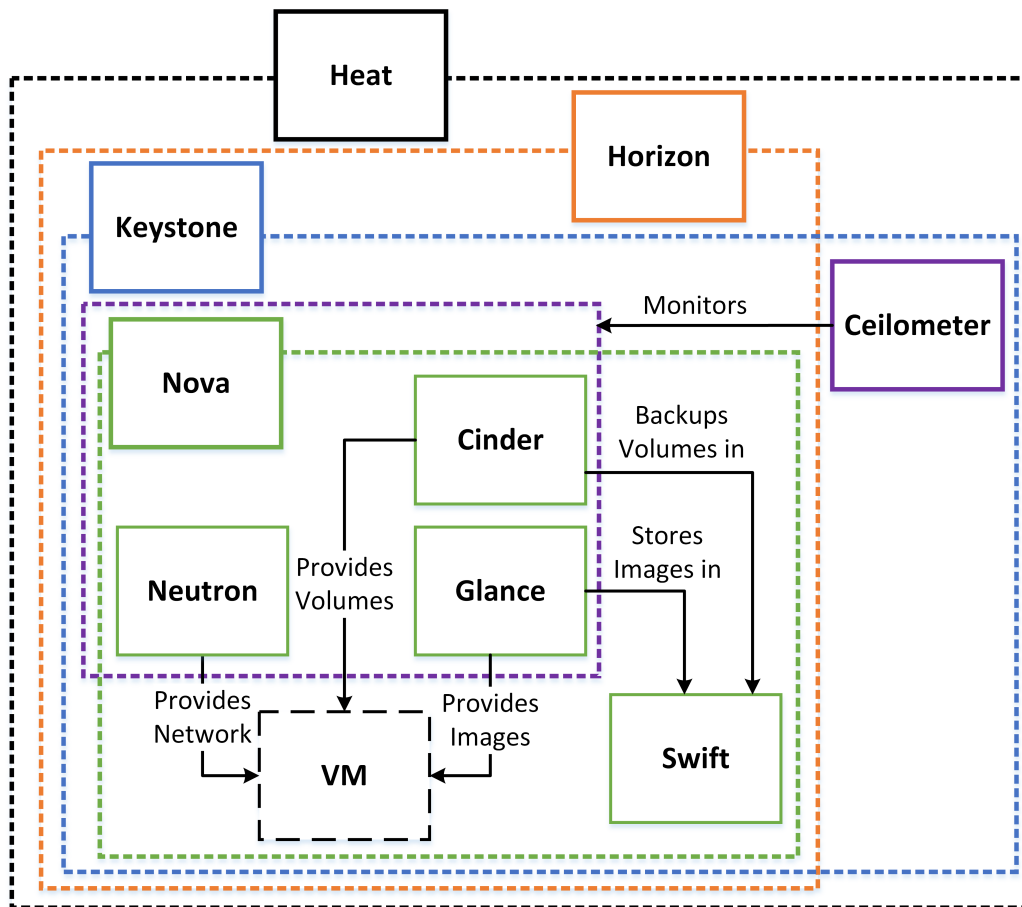 Heat
Horizon
Keystone
Monitors
Ceilometer
Nova
Cinder
Backups
Volumes in
Neutron
Provides
Volumes
Glance
Stores
Images in
Provides
Network
Provides
Images
VM
Swift